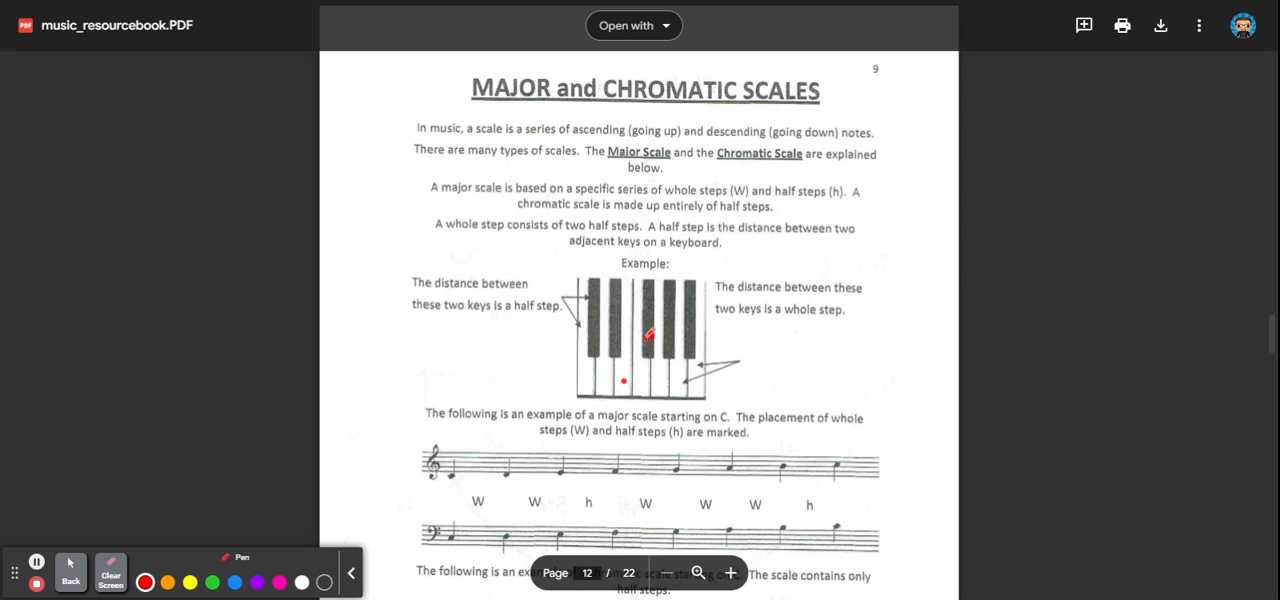 music_resourcebook.PDF
Open with
9
MAJOR and CHROMATIC SCALES
In music, a scale is a series of ascending (going up) and descending (going down) notes.
There are many types of scales. The Major Scale and the Chromatic Scale are explained
below.
A major scale is based on a specific series of whole steps (W) and half steps (h). A
chromatic scale is made up entirely of half steps.
A whole step consists of two half steps. A half step is the distance between two
adjacent keys on a keyboard.
Example:
The distance between
these two keys is a half step.
The distance between these
two keys is a whole step.
The following is an example of a major scale starting on C. The placement of whole
steps (W) and half steps (h) are marked.
W W h W W W h
The following is an exa chromatic scale starting on C. The scale contains only
half steps.
Page 12 / 22
Pen
Back
Clear
Screen